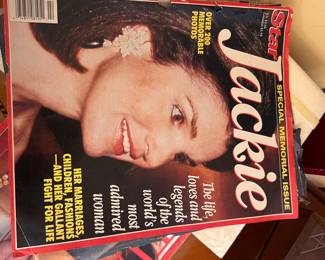 Star
SPECIAL MEMORIAL ISSUE
Jackie
OVER 200
MEMORABLE
PHOTOS
The life,
loves and
legends
of the
world's
most
admired
woman
HER MARRIAGES
CHILDREN, FASHIONS
—AND HER GALLANT
FIGHT FOR LIFE